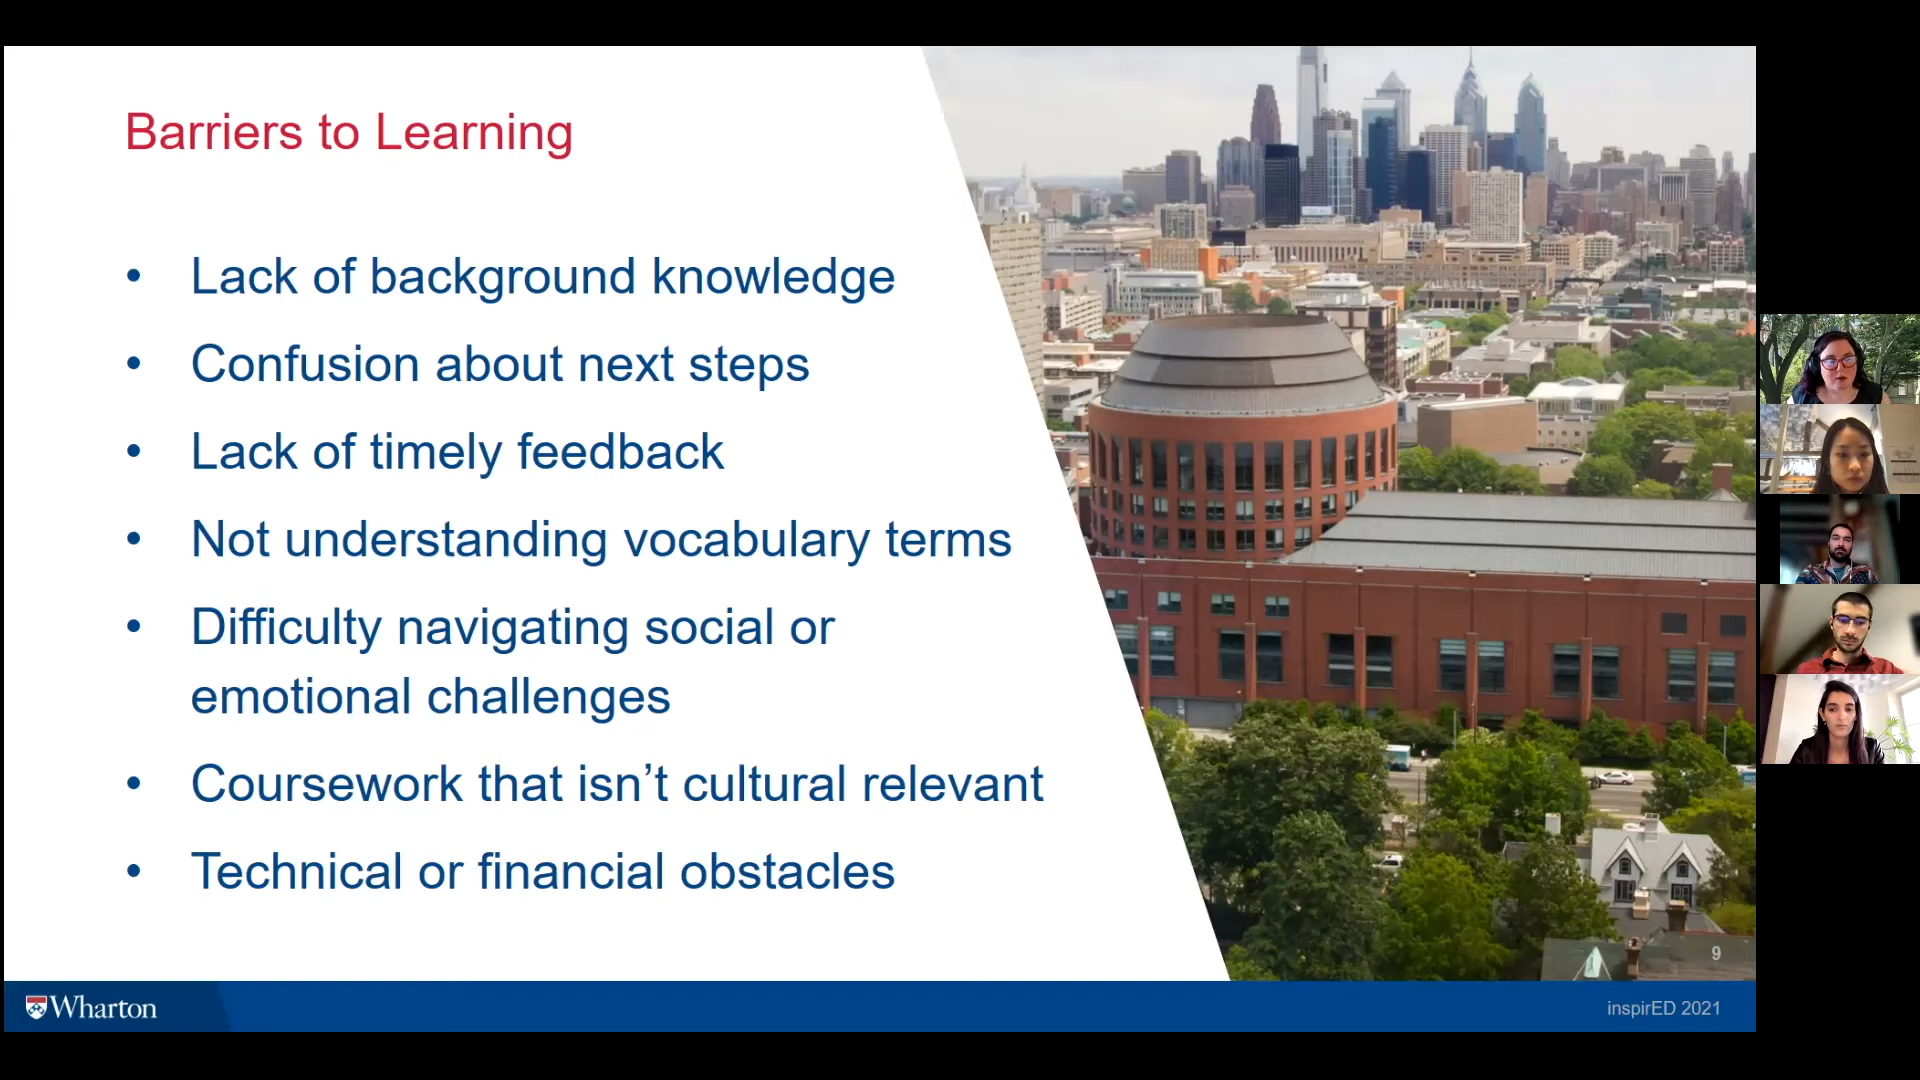 Barriers to Learning
• Lack of background knowledge
• Confusion about next steps
• Lack of timely feedback
• Not understanding vocabulary terms
• Difficulty navigating social or
emotional challenges
• Coursework that isn’t cultural relevant
• Technical or financial obstacles
9
Wharton
inspirED 2021